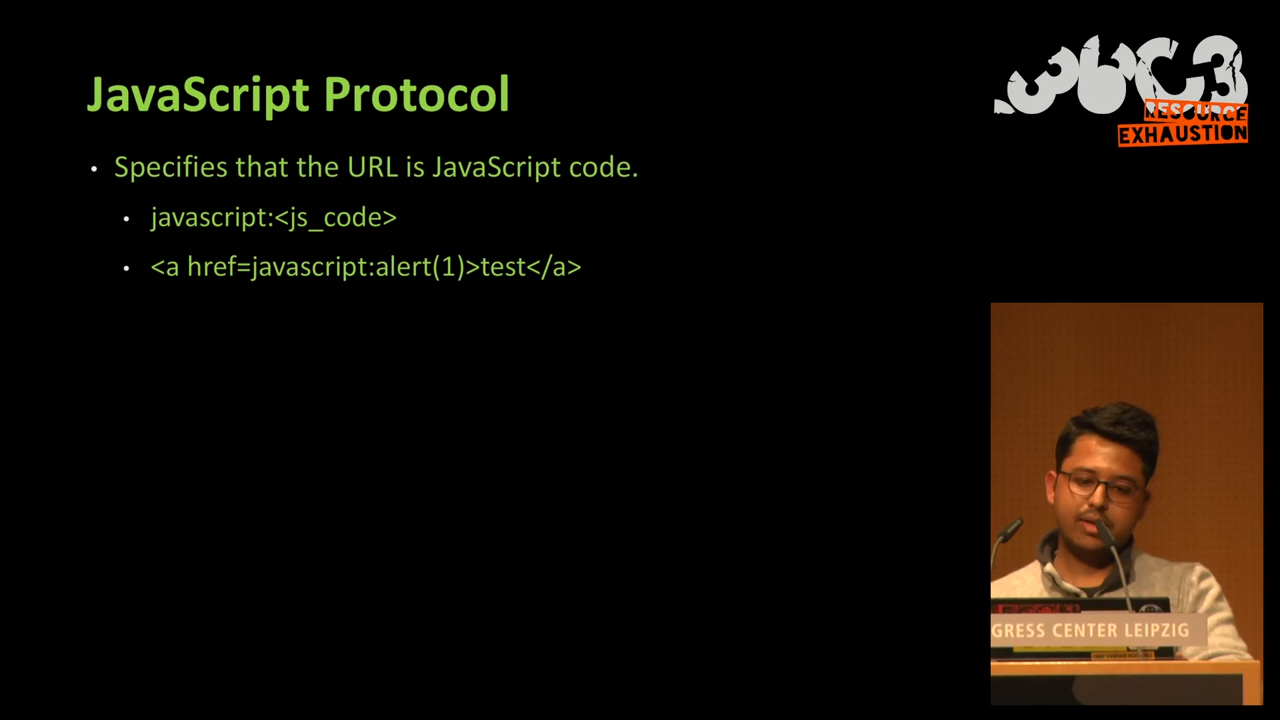 JavaScript Protocol
• Specifies that the URL is JavaScript code.
• javascript:<js_code>
• <a href=javascript:alert(1)>test</a>
36C3
RESOURCE
EXHAUSTION
GRESS CENTER LEIPZIG